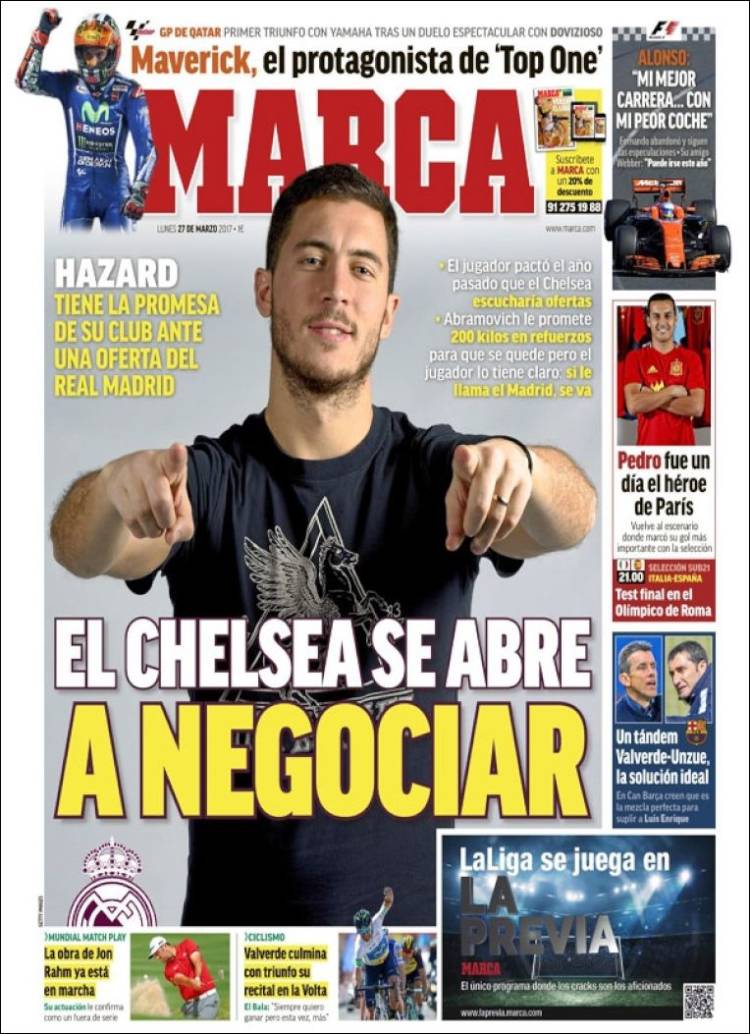 GP DE QATAR PRIMER TRIUNFO CON YAMAHA TRAS UN DUELO ESPECTACULAR CON DOVIZIOSO
Maverick, el protagonista de ‘Top One’
MARCA
Suscríbete
a MARCA con
un 20% de
descuento
91 275 19 88
LUNES 27 DE MARZO 2017 • 1€
www.marca.com
F1
ALONSO:
"MI MEJOR
CARRERA... CON
MI PEOR COCHE"
Fernando abandonó y siguen
las especulaciones • Su amigo
Webber: "Puede irse este año"
HAZARD
TIENE LA PROMESA
DE SU CLUB ANTE
UNA OFERTA DEL
REAL MADRID
• El jugador pactó el año
pasado que el Chelsea
escucharía ofertas
• Abramovich le promete
200 kilos en refuerzos
para que se quede pero el
jugador lo tiene claro: si le
llama el Madrid, se va
Pedro fue un
día el héroe
de París
Vuelve al escenario
donde marcó su gol más
importante con la selección
21.00
SELECCIÓN SUB21
ITALIA-ESPAÑA
Test final en el
Olímpico de Roma
EL CHELSEA SE ABRE
A NEGOCIAR
Un tándem
Valverde-Unzue,
la solución ideal
En Can Barça creen que es
la mezcla perfecta para
suplir a Luis Enrique
GETTY IMAGES
MUNDIAL MATCH PLAY
La obra de Jon
Rahm ya está
en marcha
Su actuación le confirma
como un fuera de serie
CICLISMO
Valverde culmina
con triunfo su
recital en la Volta
El Bala: "Siempre quiero
ganar pero esta vez, más"
LaLiga se juega en
LA
PREVIA
MARCA
El único programa donde los cracks son los aficionados
www.laprevia.marca.com